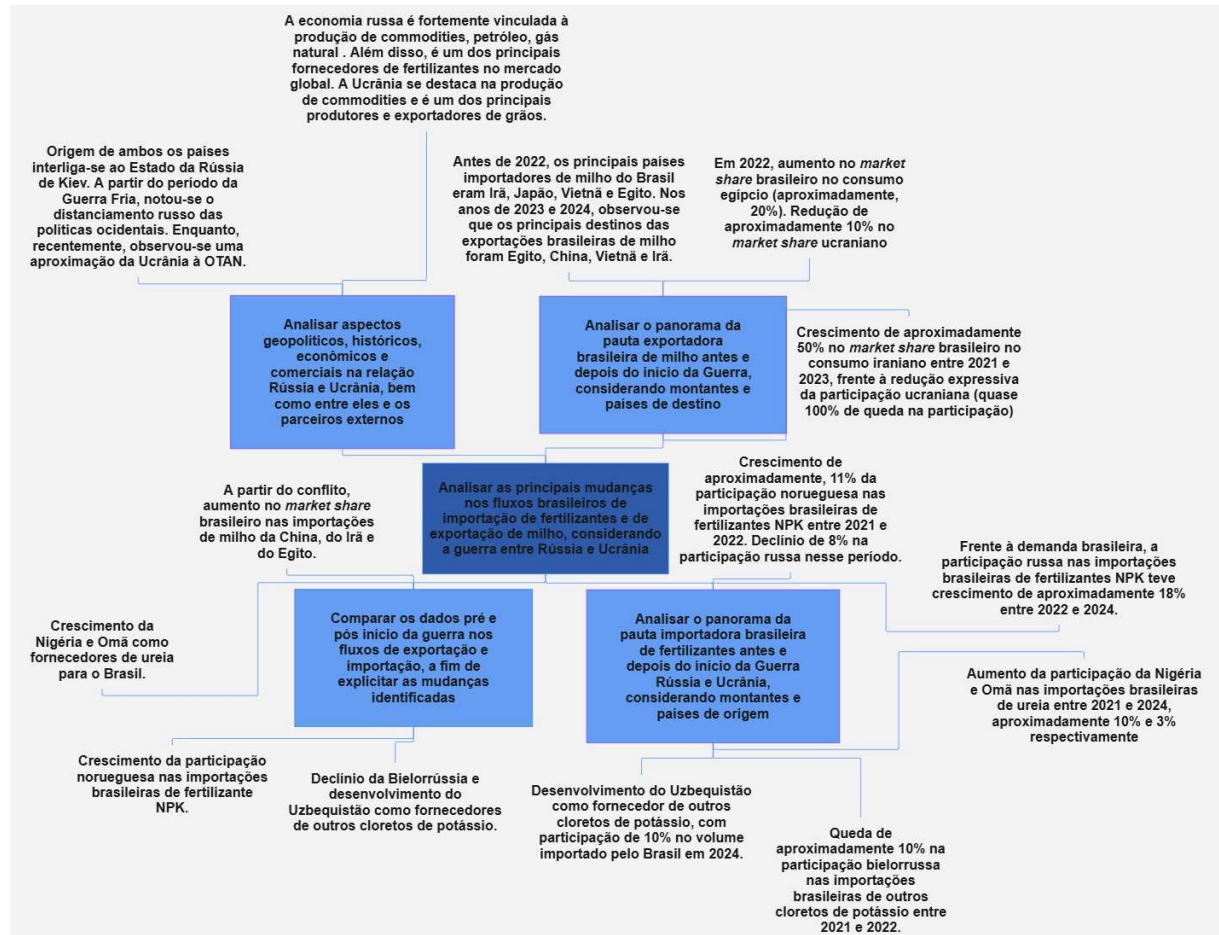 A economia russa é fortemente vinculada à
produção de commodities, petróleo, gás
natural . Além disso, é um dos principais
fornecedores de fertilizantes no mercado
global. A Ucrânia se destaca na produção
de commodities e é um dos principais
produtores e exportadores de grãos.
Origem de ambos os países
interliga-se ao Estado da Rússia
de Kiev. A partir do período da
Guerra Fria, notou-se o
distanciamento russo das
políticas ocidentais. Enquanto,
recentemente, observou-se uma
aproximação da Ucrânia à OTAN.
Antes de 2022, os principais países
importadores de milho do Brasil
eram Irã, Japão, Vietnã e Egito. Nos
anos de 2023 e 2024, observou-se
que os principais destinos das
exportações brasileiras de milho
foram Egito, China, Vietnã e Irã.
Em 2022, aumento no market
share brasileiro no consumo
egípcio (aproximadamente,
20%). Redução de
aproximadamente 10% no
market share ucraniano
Analisar aspectos
geopolíticos, históricos,
econômicos e
comerciais na relação
Rússia e Ucrânia, bem
como entre eles e os
parceiros externos
Analisar o panorama da
pauta exportadora
brasileira de milho antes e
depois do início da Guerra,
considerando montantes e
países de destino
Crescimento de aproximadamente
50% no market share brasileiro no
consumo iraniano entre 2021 e
2023, frente à redução expressiva
da participação ucraniana (quase
100% de queda na participação)
Analisar as principais mudanças
nos fluxos brasileiros de
importação de fertilizantes e de
exportação de milho, considerando
a guerra entre Rússia e Ucrânia
A partir do conflito,
aumento no market share
brasileiro nas importações
de milho da China, do Irã e
do Egito.
Crescimento de
aproximadamente, 11% da
participação norueguesa nas
importações brasileiras de
fertilizantes NPK entre 2021 e
2022. Declínio de 8% na
participação russa nesse período.
Frente à demanda brasileira, a
participação russa nas importações
brasileiras de fertilizantes NPK teve
crescimento de aproximadamente 18%
entre 2022 e 2024.
Crescimento da
Nigéria e Omã como
fornecedores de ureia
para o Brasil.
Comparar os dados pré e
pós início da guerra nos
fluxos de exportação e
importação, a fim de
explicitar as mudanças
identificadas
Analisar o panorama da
pauta importadora brasileira
de fertilizantes antes e
depois do início da Guerra
Rússia e Ucrânia,
considerando montantes e
países de origem
Aumento da participação da Nigéria
e Omã nas importações brasileiras
de ureia entre 2021 e 2024,
aproximadamente 10% e 3%
respectivamente
Crescimento da participação
norueguesa nas importações
brasileiras de fertilizante
NPK.
Declínio da Bielorrússia e
desenvolvimento do
Uzbequistão como fornecedores
de outros cloretos de potássio.
Desenvolvimento do Uzbequistão
como fornecedor de outros
cloretos de potássio, com
participação de 10% no volume
importado pelo Brasil em 2024.
Queda de
aproximadamente 10% na
participação bielorrussa
nas importações
brasileiras de outros
cloretos de potássio entre
2021 e 2022.